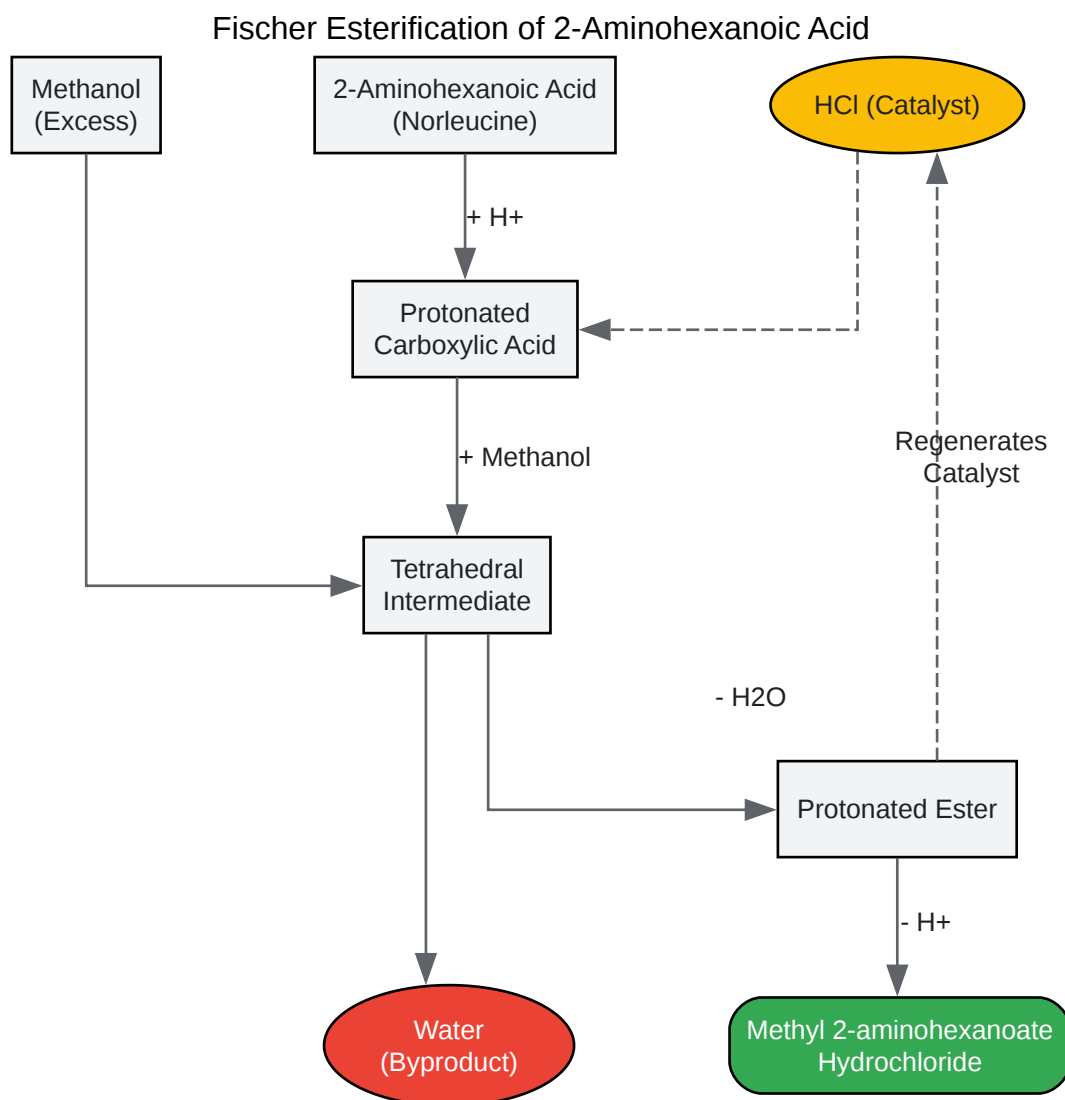 Fischer Esterification of 2-Aminohexanoic Acid
Methanol
(Excess)
2-Aminohexanoic Acid
(Norleucine)
HCl (Catalyst)
+ H+
Protonated
Carboxylic Acid
+ Methanol
Regenerates
Catalyst
Tetrahedral
Intermediate
- H2O
Protonated Ester
- H+
Water
(Byproduct)
Methyl 2-aminohexanoate
Hydrochloride